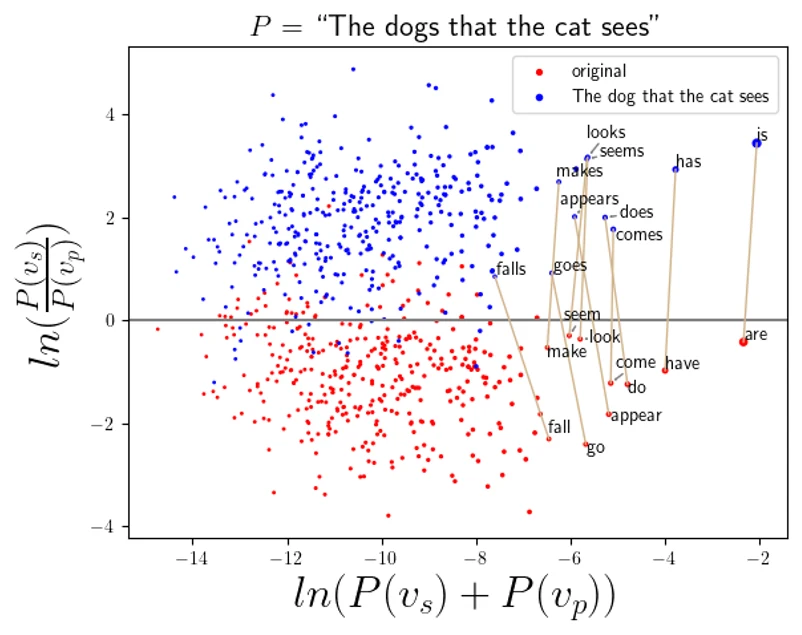 P = “The dogs that the cat sees”
original
The dog that the cat sees
looks
is
seems
has
makes
appears
does
comes
goes
falls
seem
look
are
make
come
have
do
appear
fall
go
4
2
0
−2
−4
ln(P(v_s)/P(v_p))
−14 −12 −10 −8 −6 −4 −2
ln(P(v_s) + P(v_p))